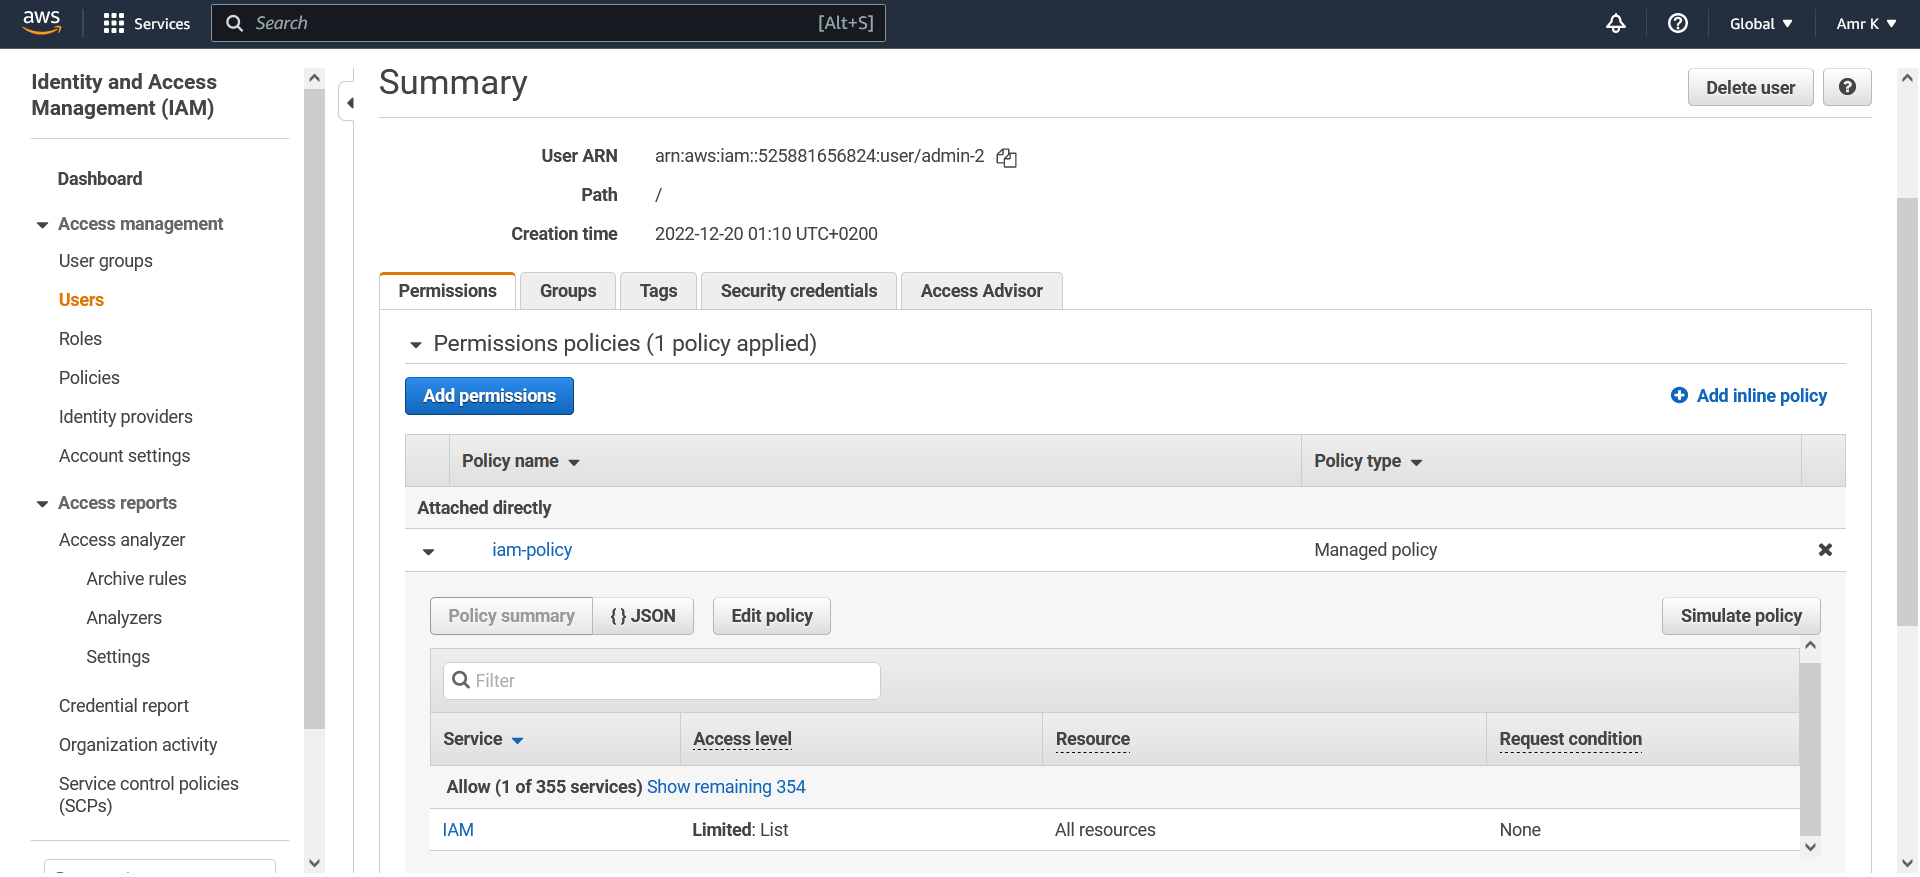 aws
Services
Search
[Alt+S]
Global
Amr K
Identity and Access
Management (IAM)
Dashboard
Access management
User groups
Users
Roles
Policies
Identity providers
Account settings
Access reports
Access analyzer
Archive rules
Analyzers
Settings
Credential report
Organization activity
Service control policies
(SCPs)
Summary
Delete user
User ARN arn:aws:iam::525881656824:user/admin-2
Path /
Creation time 2022-12-20 01:10 UTC+0200
Permissions
Groups
Tags
Security credentials
Access Advisor
Permissions policies (1 policy applied)
Add permissions
Add inline policy
Policy name
Policy type
Attached directly
iam-policy
Managed policy
Policy summary
{ } JSON
Edit policy
Simulate policy
Filter
Service
Access level
Resource
Request condition
Allow (1 of 355 services) Show remaining 354
IAM
Limited: List
All resources
None